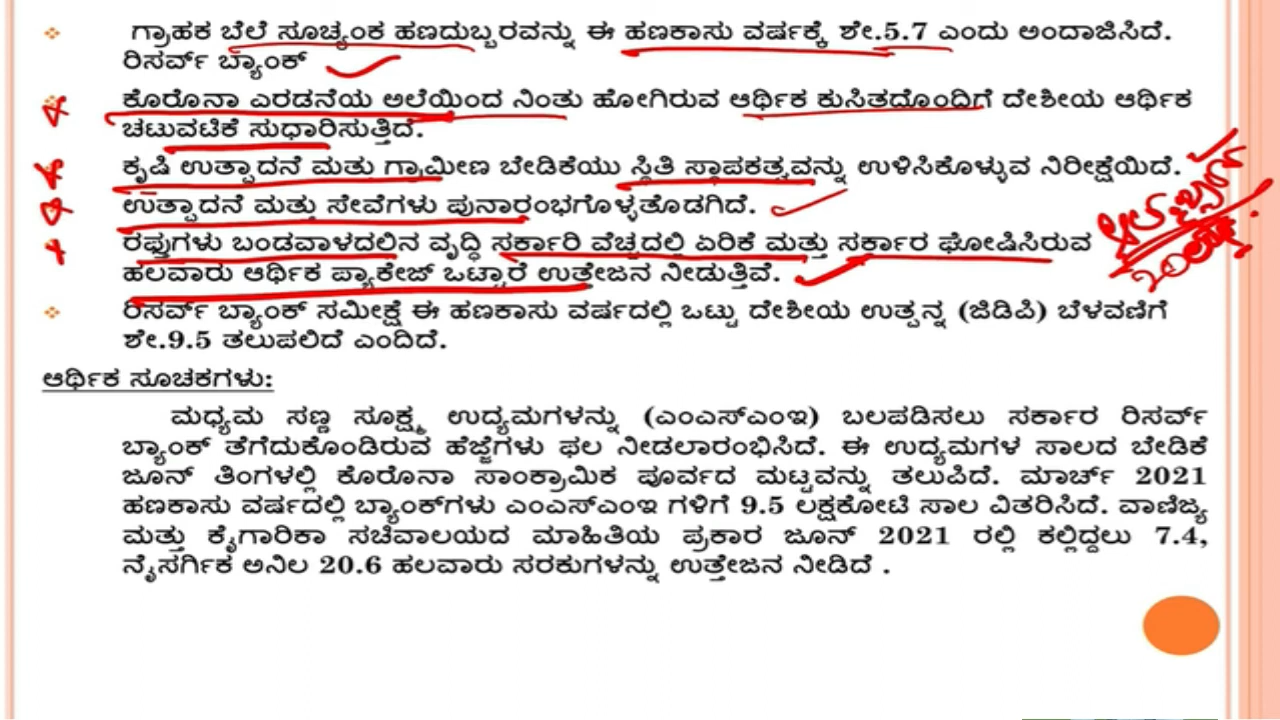 ಗ್ರಾಹಕ ಬೆಲೆ ಸೂಚ್ಯಂಕ ಹಣದುಬ್ಬರವನ್ನು ಈ ಹಣಕಾಸು ವರ್ಷಕ್ಕೆ ಶೇ.5.7 ಎಂದು ಅಂದಾಜಿಸಿದೆ.
ರಿಸರ್ವ್ ಬ್ಯಾಂಕ್
ಕೊರೊನಾ ಎರಡನೆಯ ಅಲೆಯಿಂದ ನಿಂತು ಹೋಗಿರುವ ಆರ್ಥಿಕ ಕುಸಿತದೊಂದಿಗೆ ದೇಶೀಯ ಆರ್ಥಿಕ
ಚಟುವಟಿಕೆ ಸುಧಾರಿಸುತ್ತಿದೆ.
ಕೃಷಿ ಉತ್ಪಾದನೆ ಮತ್ತು ಗ್ರಾಮೀಣ ಬೇಡಿಕೆಯು ಸ್ಥಿತಿ ಸ್ಥಾಪಕತ್ವವನ್ನು ಉಳಿಸಿಕೊಳ್ಳುವ ನಿರೀಕ್ಷೆಯಿದೆ.
ಉತ್ಪಾದನೆ ಮತ್ತು ಸೇವೆಗಳು ಪುನಾರಂಭಗೊಳ್ಳತೊಡಗಿದೆ.
ರಫ್ತುಗಳು ಬಂಡವಾಳದಲ್ಲಿನ ವೃದ್ಧಿ ಸರ್ಕಾರಿ ವೆಚ್ಚದಲ್ಲಿ ಏರಿಕೆ ಮತ್ತು ಸರ್ಕಾರ ಘೋಷಿಸಿರುವ
ಹಲವಾರು ಆರ್ಥಿಕ ಪ್ಯಾಕೇಜ್ ಒಟ್ಟಾರೆ ಉತ್ತೇಜನ ನೀಡುತ್ತಿವೆ.
ರಿಸರ್ವ್ ಬ್ಯಾಂಕ್ ಸಮೀಕ್ಷೆ ಈ ಹಣಕಾಸು ವರ್ಷದಲ್ಲಿ ಒಟ್ಟು ದೇಶೀಯ ಉತ್ಪನ್ನ (ಜಿಡಿಪಿ) ಬೆಳವಣಿಗೆ
ಶೇ.9.5 ತಲುಪಲಿದೆ ಎಂದಿದೆ.
ಆರ್ಥಿಕ ಸೂಚಕಗಳು:
ಮಧ್ಯಮ ಸಣ್ಣ ಸೂಕ್ಷ್ಮ ಉದ್ಯಮಗಳನ್ನು (ಎಂಎಸ್ಎಂಇ) ಬಲಪಡಿಸಲು ಸರ್ಕಾರ ರಿಸರ್ವ್
ಬ್ಯಾಂಕ್ ತೆಗೆದುಕೊಂಡಿರುವ ಹೆಜ್ಜೆಗಳು ಫಲ ನೀಡಲಾರಂಭಿಸಿದೆ. ಈ ಉದ್ಯಮಗಳ ಸಾಲದ ಬೇಡಿಕೆ
ಜೂನ್ ತಿಂಗಳಲ್ಲಿ ಕೊರೊನಾ ಸಾಂಕ್ರಾಮಿಕ ಪೂರ್ವದ ಮಟ್ಟವನ್ನು ತಲುಪಿದೆ. ಮಾರ್ಚ್ 2021
ಹಣಕಾಸು ವರ್ಷದಲ್ಲಿ ಬ್ಯಾಂಕ್‌ಗಳು ಎಂಎಸ್ಎಂಇ ಗಳಿಗೆ 9.5 ಲಕ್ಷಕೋಟಿ ಸಾಲ ವಿತರಿಸಿದೆ. ವಾಣಿಜ್ಯ
ಮತ್ತು ಕೈಗಾರಿಕಾ ಸಚಿವಾಲಯದ ಮಾಹಿತಿಯ ಪ್ರಕಾರ ಜೂನ್ 2021 ರಲ್ಲಿ ಕಲ್ಲಿದ್ದಲು 7.4,
ನೈಸರ್ಗಿಕ ಅನಿಲ 20.6 ಹಲವಾರು ಸರಕುಗಳನ್ನು ಉತ್ತೇಜನ ನೀಡಿದೆ .